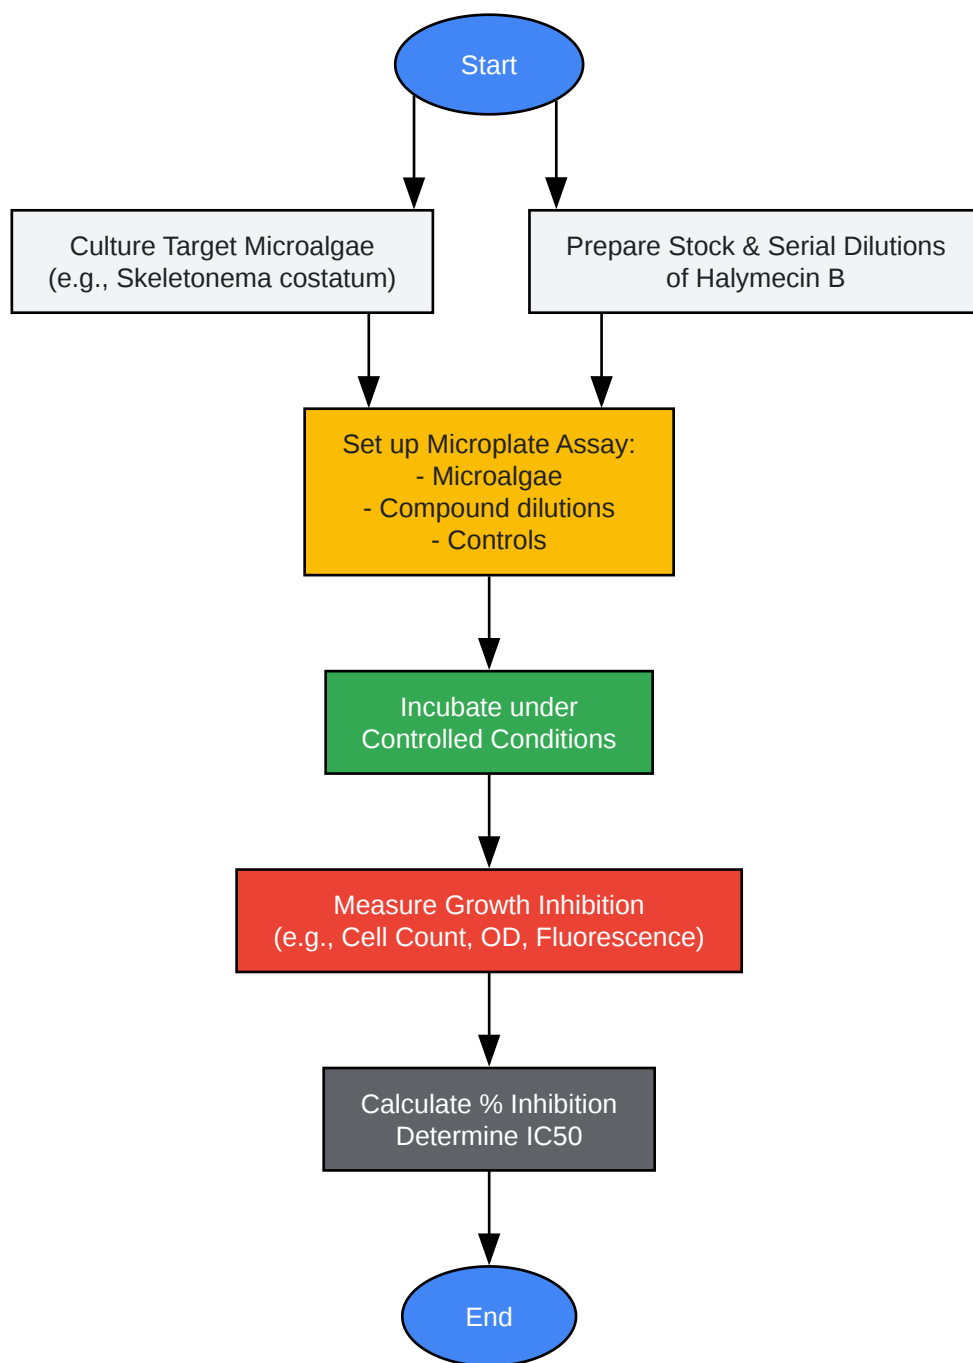 Start
Culture Target Microalgae
(e.g., Skeletonema costatum)
Prepare Stock & Serial Dilutions
of Halymecin B
Set up Microplate Assay:
- Microalgae
- Compound dilutions
- Controls
Incubate under
Controlled Conditions
Measure Growth Inhibition
(e.g., Cell Count, OD, Fluorescence)
Calculate % Inhibition
Determine IC50
End